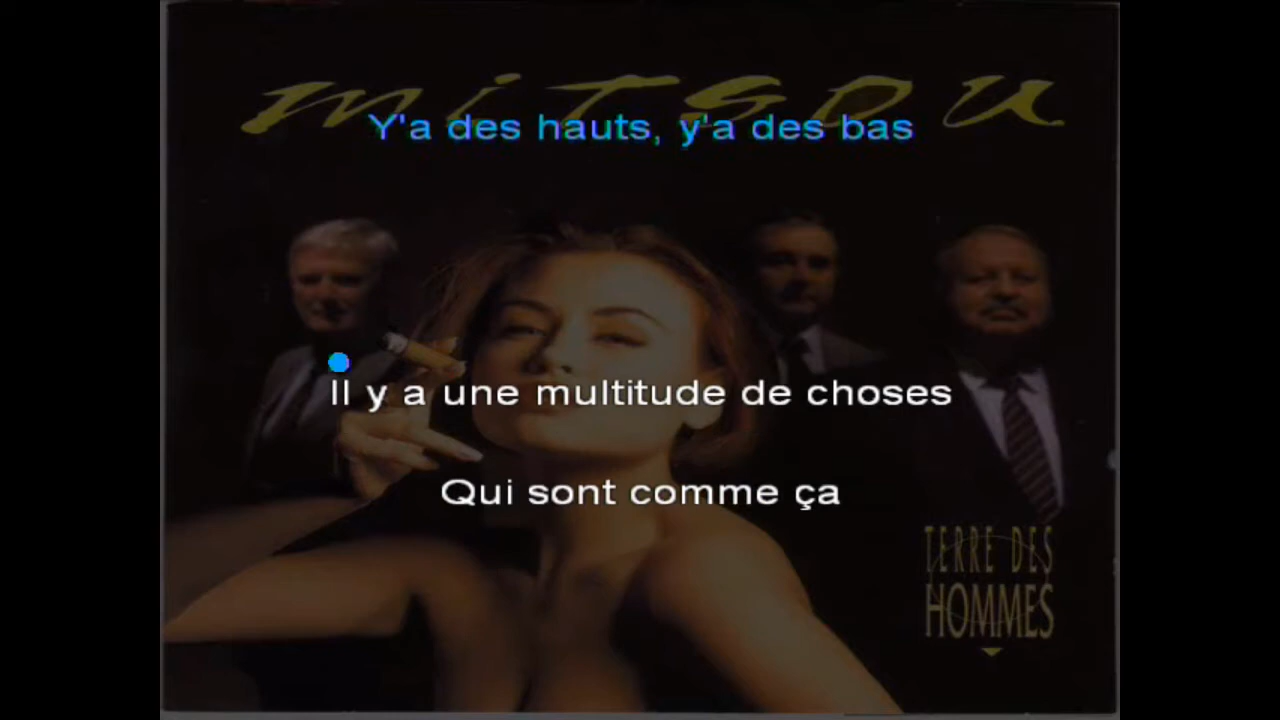 mitsou
Y'a des hauts, y'a des bas
Il y a une multitude de choses
Qui sont comme ça
TERRE DES
HOMMES